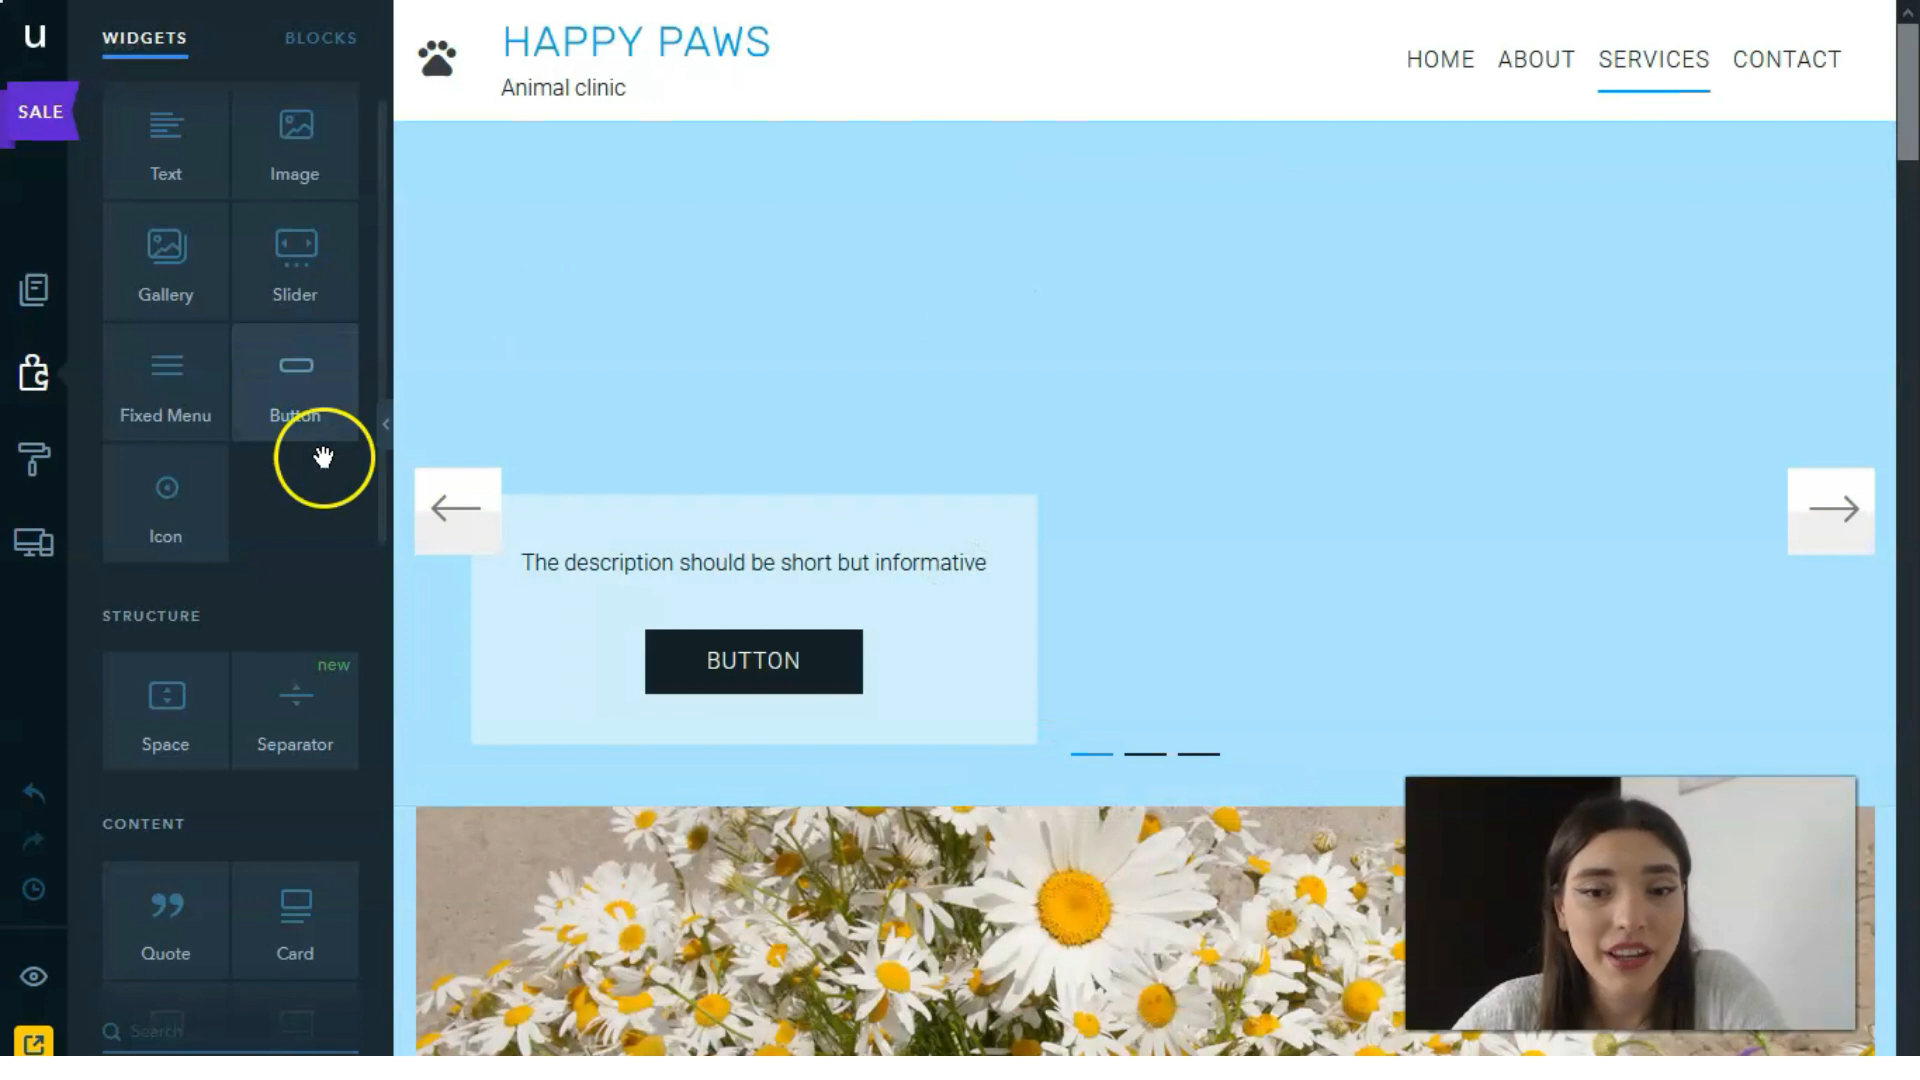 u
WIDGETS
BLOCKS
SALE
Text
Image
Gallery
Slider
Fixed Menu
Button
Icon
STRUCTURE
new
Space
Separator
CONTENT
Quote
Card
Search
HAPPY PAWS
Animal clinic
HOME ABOUT SERVICES CONTACT
The description should be short but informative
BUTTON